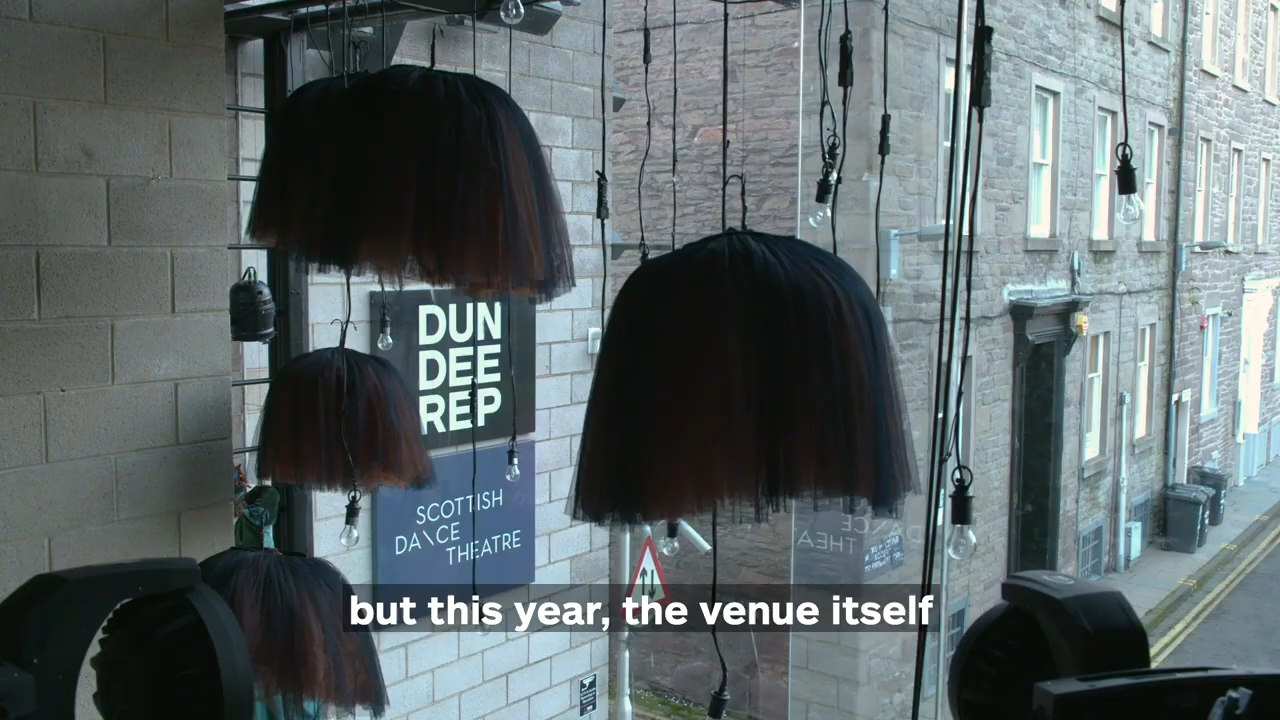 DUN
DEE
REP
SCOTTISH
DANCE
THEATRE
but this year, the venue itself